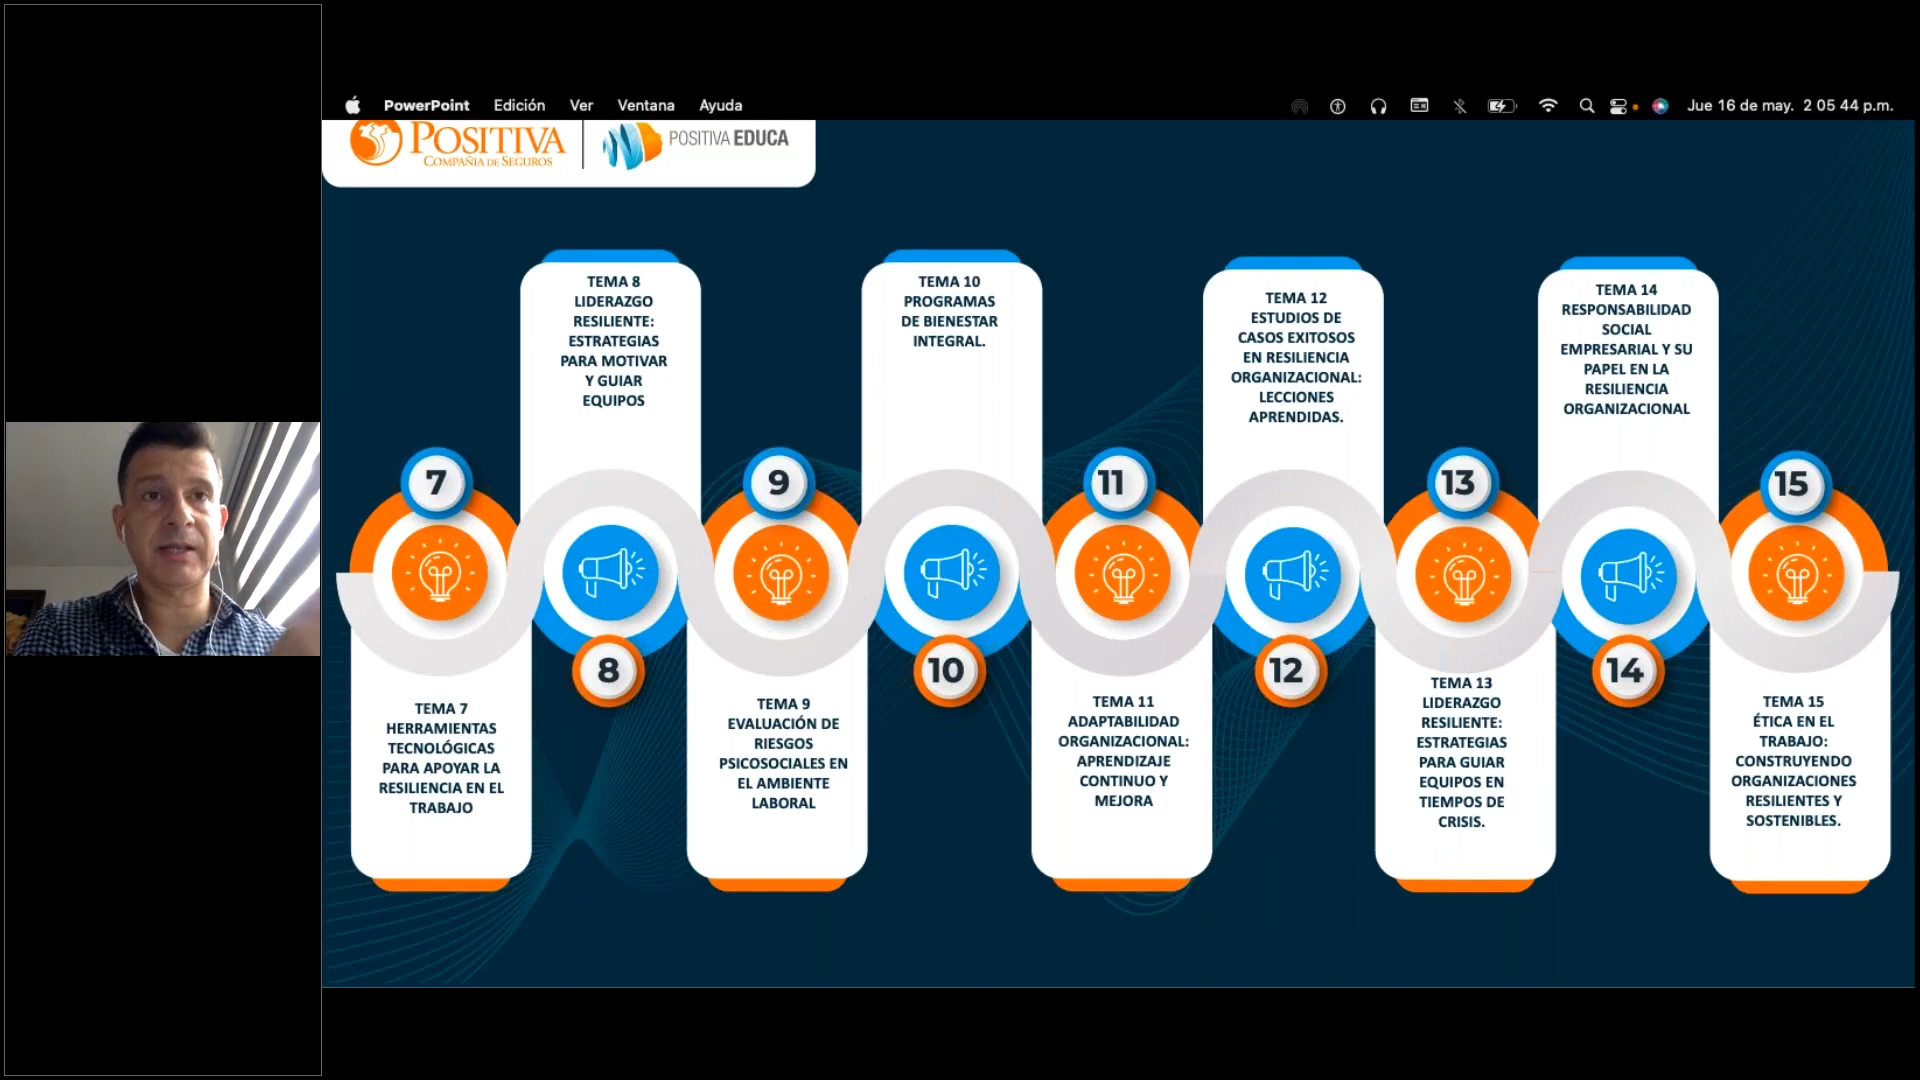 PowerPoint Edición Ver Ventana Ayuda
Jue 16 de may. 2 05 44 p.m.
POSITIVA
COMPAÑIA DE SEGUROS
POSITIVA EDUCA
7
TEMA 7
HERRAMIENTAS
TECNOLÓGICAS
PARA APOYAR LA
RESILIENCIA EN EL
TRABAJO
TEMA 8
LIDERAZGO
RESILIENTE:
ESTRATEGIAS
PARA MOTIVAR
Y GUIAR
EQUIPOS
8
9
TEMA 9
EVALUACIÓN DE
RIESGOS
PSICOSOCIALES EN
EL AMBIENTE
LABORAL
TEMA 10
PROGRAMAS
DE BIENESTAR
INTEGRAL.
10
11
TEMA 11
ADAPTABILIDAD
ORGANIZACIONAL:
APRENDIZAJE
CONTINUO Y
MEJORA
TEMA 12
ESTUDIOS DE
CASOS EXITOSOS
EN RESILIENCIA
ORGANIZACIONAL:
LECCIONES
APRENDIDAS.
12
13
TEMA 13
LIDERAZGO
RESILIENTE:
ESTRATEGIAS
PARA GUIAR
EQUIPOS EN
TIEMPOS DE
CRISIS.
TEMA 14
RESPONSABILIDAD
SOCIAL
EMPRESARIAL Y SU
PAPEL EN LA
RESILIENCIA
ORGANIZACIONAL
14
15
TEMA 15
ÉTICA EN EL
TRABAJO:
CONSTRUYENDO
ORGANIZACIONES
RESILIENTES Y
SOSTENIBLES.